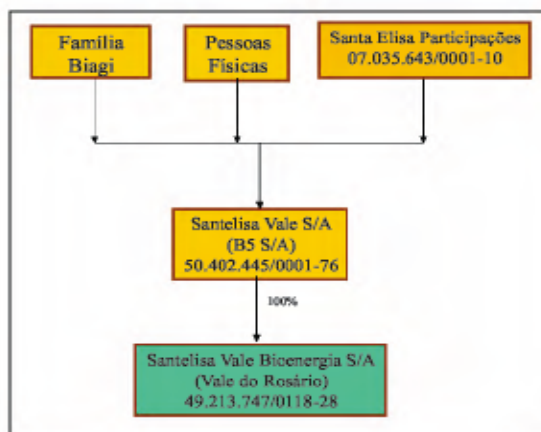 Família
Biagi
Pessoas
Físicas
Santa Elisa Participações
07.035.643/0001-10
Santelisa Vale S/A
(B5 S/A)
50.402.445/0001-76
100%
Santelisa Vale Bioenergia S/A
(Vale do Rosário)
49.213.747/0118-28